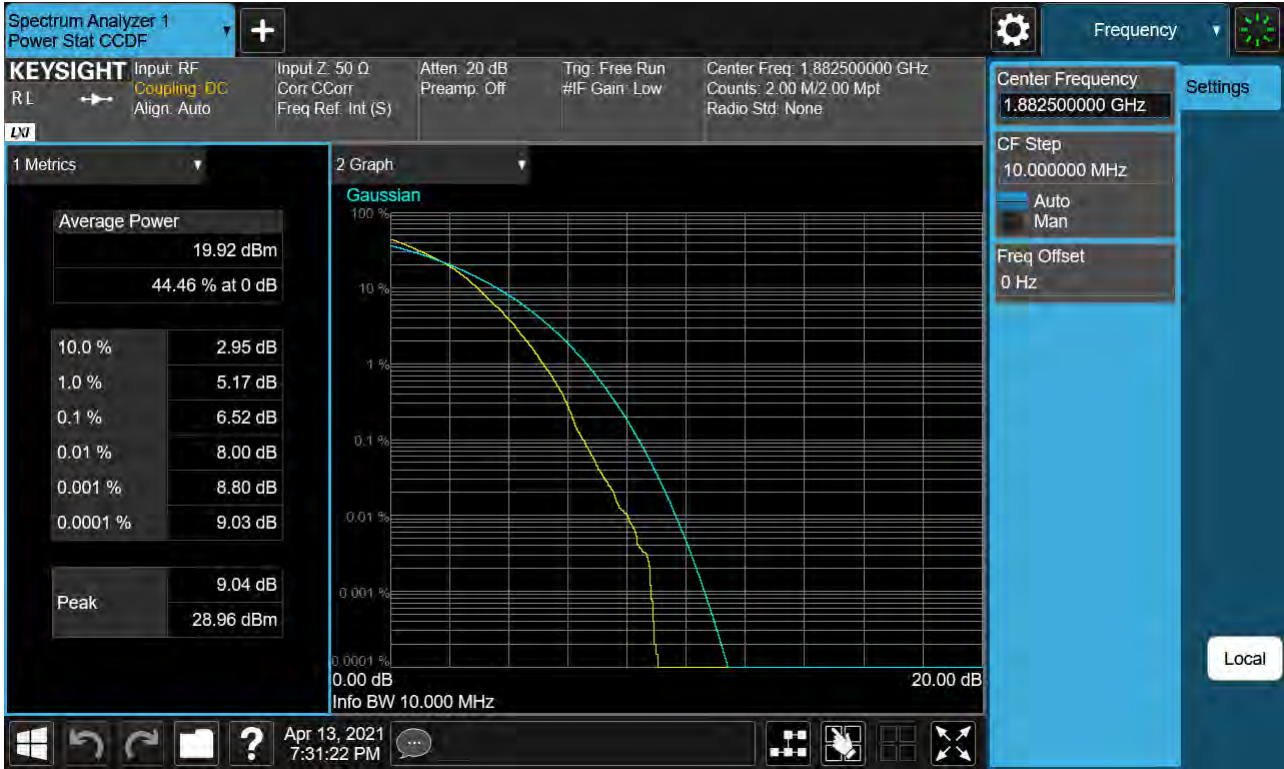 Spectrum Analyzer 1
Power Stat CCDF
Frequency
KEYSIGHT
RL
LXI
Input: RF
Coupling: DC
Align: Auto
Input Z: 50 Ω
Corr CCorr
Freq Ref: Int (S)
Atten: 20 dB
Preamp: Off
Trig: Free Run
#IF Gain: Low
Center Freq: 1.882500000 GHz
Counts: 2.00 M/2.00 Mpt
Radio Std: None
Center Frequency
1.882500000 GHz
Settings
CF Step
10.000000 MHz
Auto
Man
Freq Offset
0 Hz
Local
1 Metrics
Average Power
19.92 dBm
44.46 % at 0 dB
10.0 % 2.95 dB
1.0 % 5.17 dB
0.1 % 6.52 dB
0.01 % 8.00 dB
0.001 % 8.80 dB
0.0001 % 9.03 dB
Peak
9.04 dB
28.96 dBm
2 Graph
Gaussian
100 %
10 %
1 %
0.1 %
0.01 %
0.001 %
0.0001 %
0.00 dB 20.00 dB
Info BW 10.000 MHz
?
Apr 13, 2021
7:31:22 PM